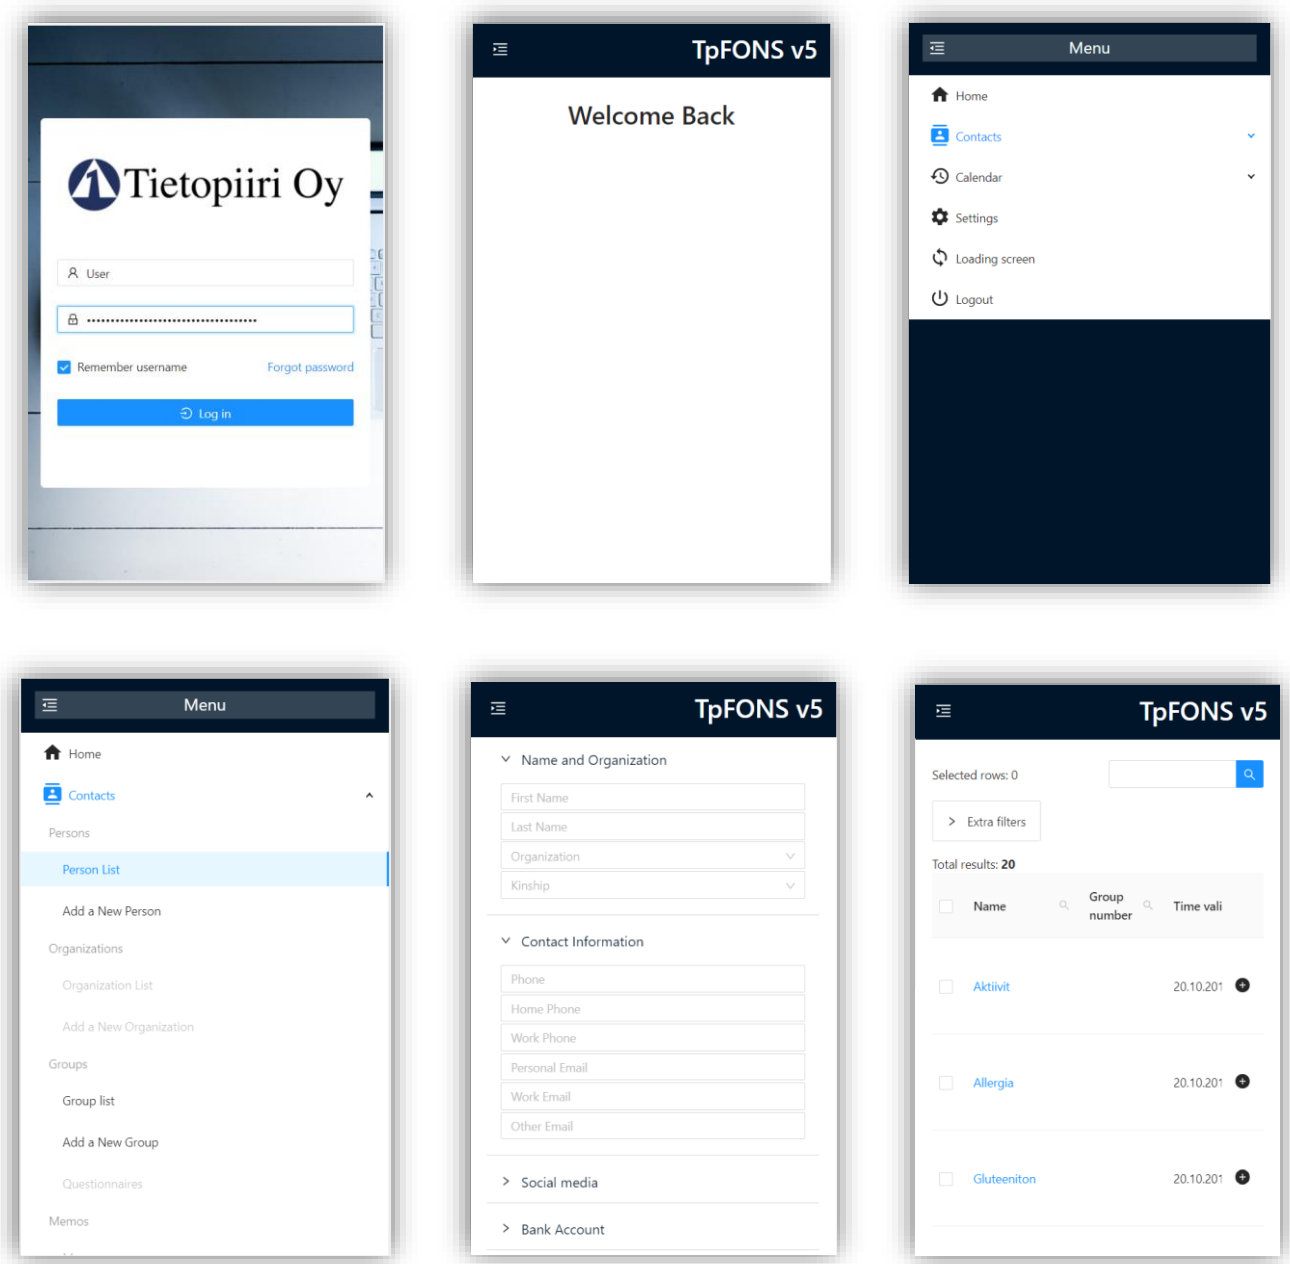 Tietopiiri Oy
User
••••••••••••••••••••••••••••••••••••
Remember username
Forgot password
Log in
TpFONS v5
Welcome Back
Menu
Home
Contacts
Calendar
Settings
Loading screen
Logout
Menu
Home
Contacts
Persons
Person List
Add a New Person
Organizations
Organization List
Add a New Organization
Groups
Group list
Add a New Group
Questionnaires
Memos
TpFONS v5
Name and Organization
First Name
Last Name
Organization
Kinship
Contact Information
Phone
Home Phone
Work Phone
Personal Email
Work Email
Other Email
Social media
Bank Account
TpFONS v5
Selected rows: 0
Extra filters
Total results: 20
Name
Group
number
Time vali
Aktiivit
20.10.201
Allergia
20.10.201
Gluteeniton
20.10.201